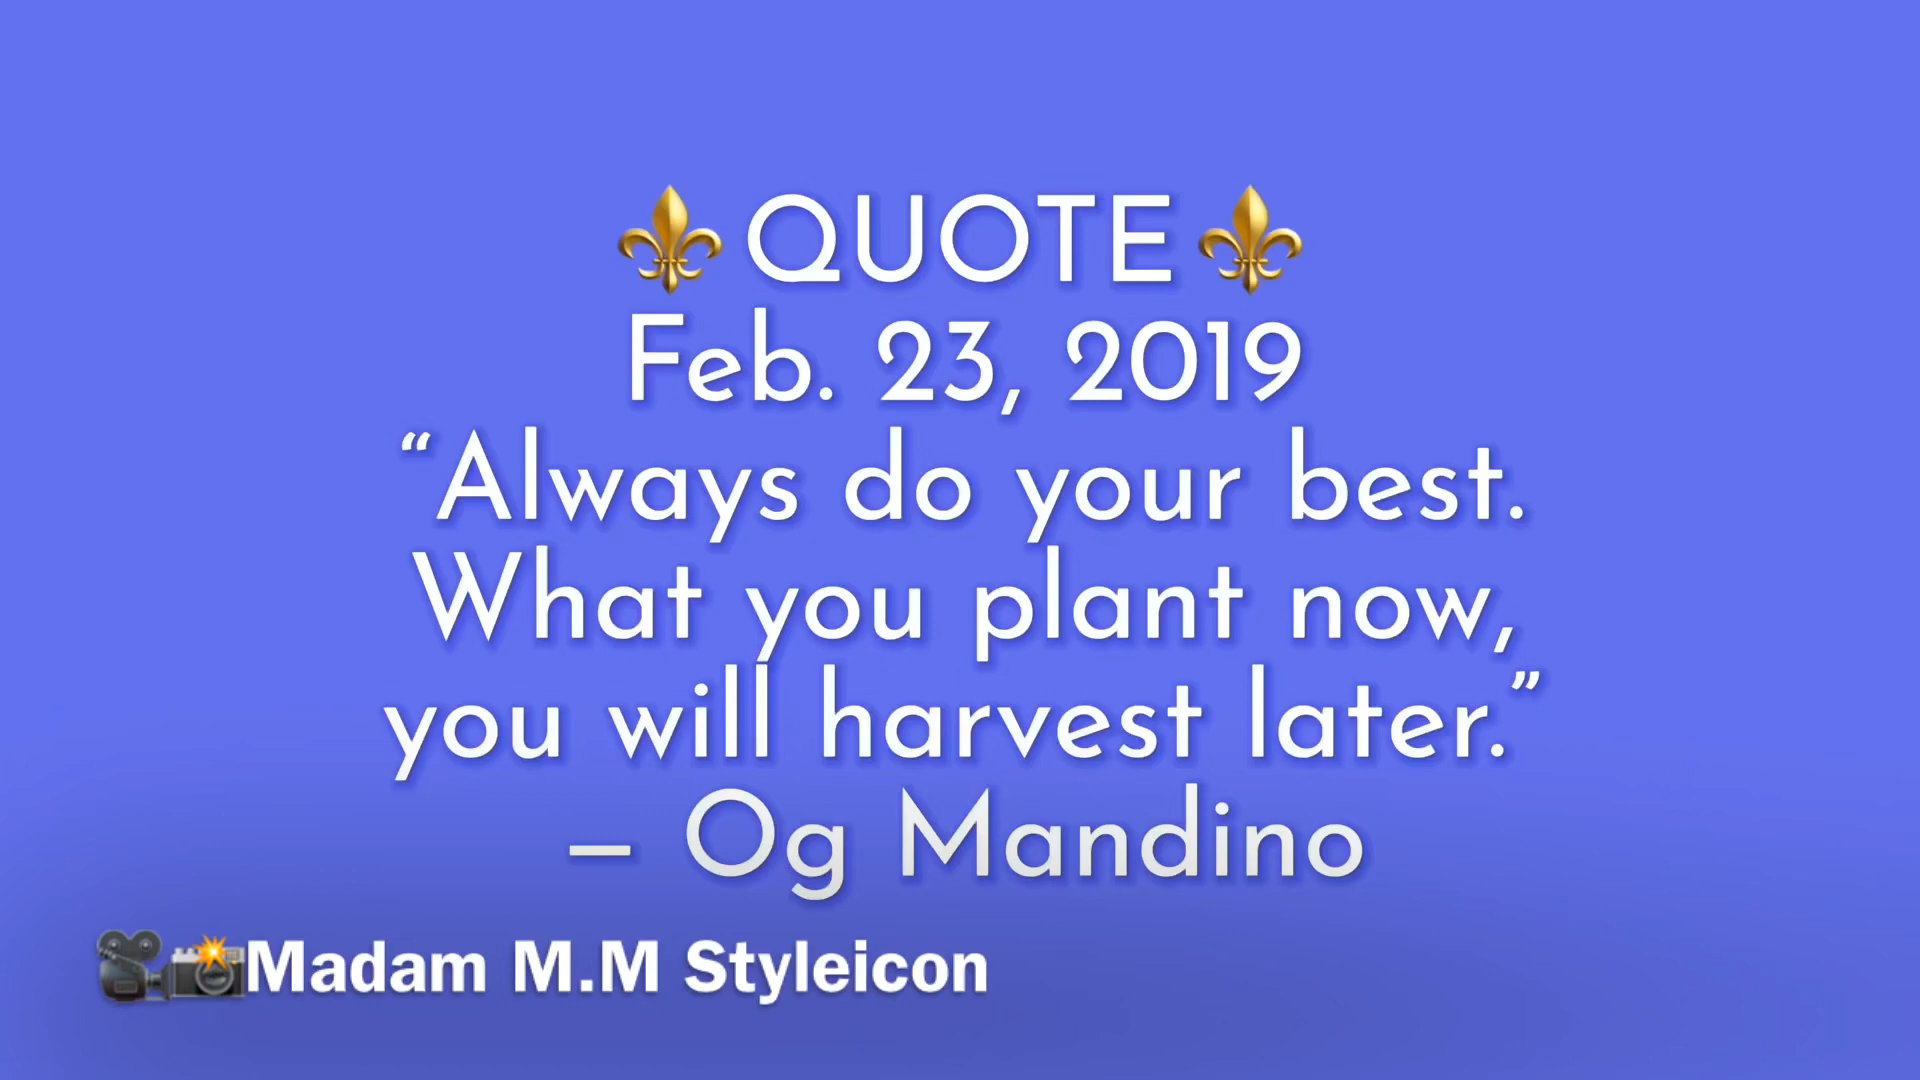 ⚜️QUOTE⚜️
Feb. 23, 2019
“Always do your best.
What you plant now,
you will harvest later.”
– Og Mandino
🎥📸Madam M.M Styleicon